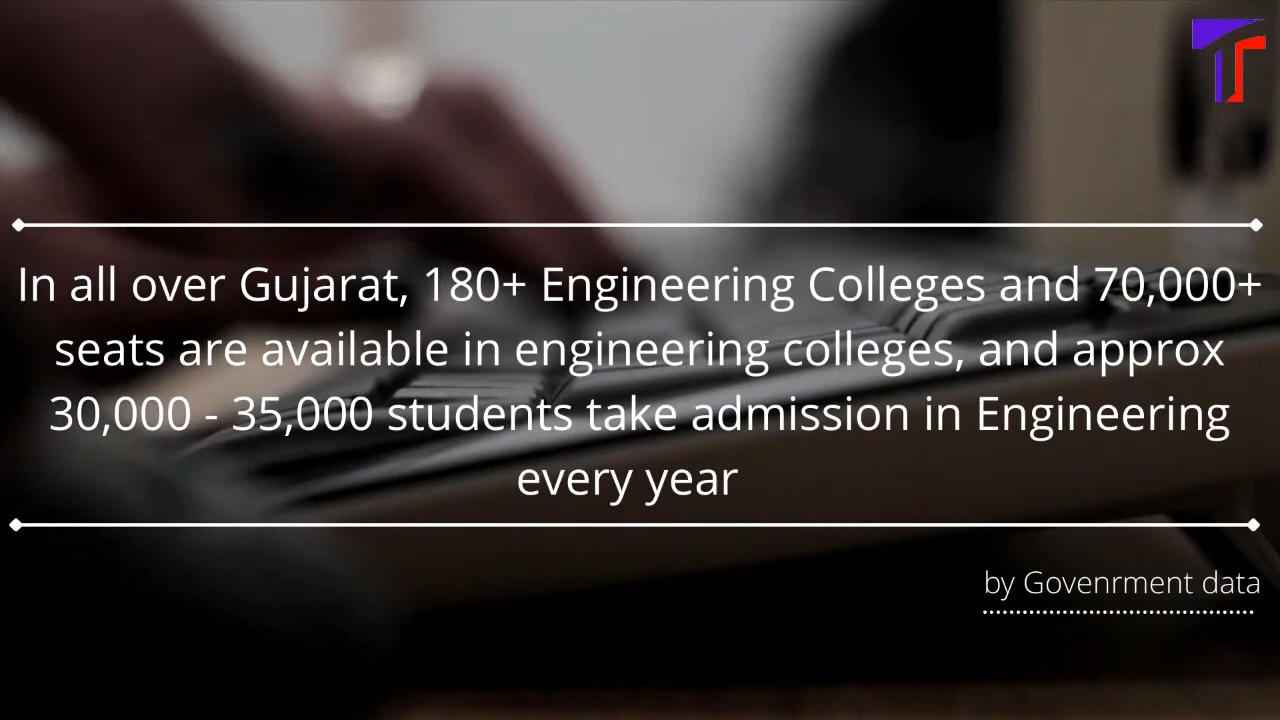 In all over Gujarat, 180+ Engineering Colleges and 70,000+
seats are available in engineering colleges, and approx
30,000 - 35,000 students take admission in Engineering
every year
by Govenrment data